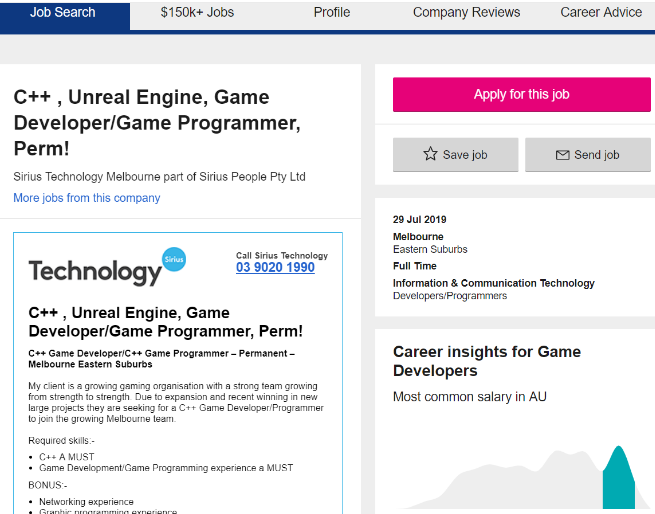 Job Search $150k+ Jobs Profile Company Reviews Career Advice
C++ , Unreal Engine, Game
Developer/Game Programmer,
Perm!
Sirius Technology Melbourne part of Sirius People Pty Ltd
More jobs from this company
Technology Sirius
Call Sirius Technology
03 9020 1990
C++ , Unreal Engine, Game
Developer/Game Programmer, Perm!
C++ Game Developer/C++ Game Programmer – Permanent –
Melbourne Eastern Suburbs
My client is a growing gaming organisation with a strong team growing
from strength to strength. Due to expansion and recent winning in new
large projects they are seeking for a C++ Game Developer/Programmer
to join the growing Melbourne team.
Required skills:-
• C++ A MUST
• Game Development/Game Programming experience a MUST
BONUS:-
• Networking experience
• Graphic programming experience
Apply for this job
Save job
Send job
29 Jul 2019
Melbourne
Eastern Suburbs
Full Time
Information & Communication Technology
Developers/Programmers
Career insights for Game
Developers
Most common salary in AU